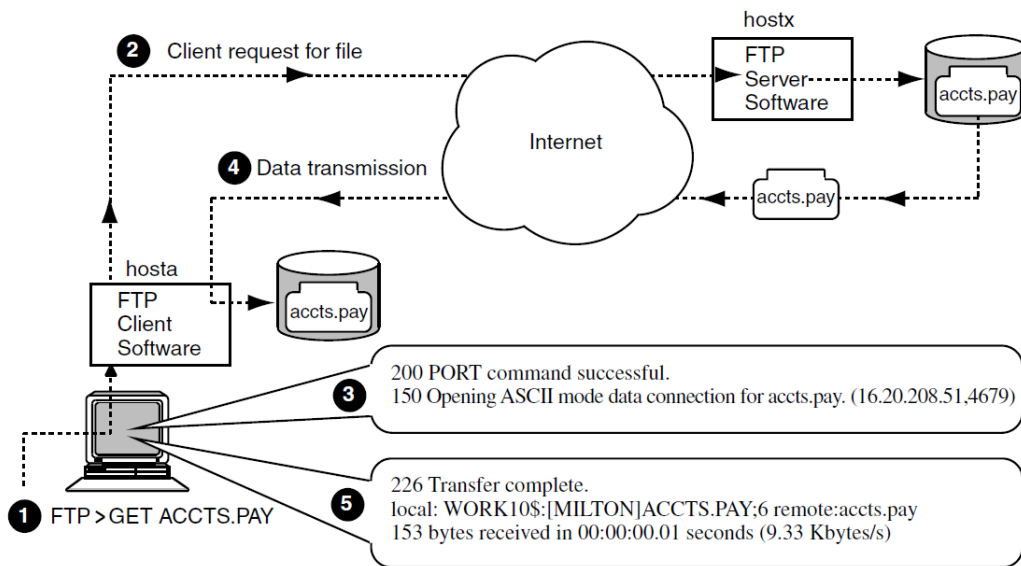 hostx
2 Client request for file
FTP
Server
Software
accts.pay
Internet
4 Data transmission
accts.pay
hosta
FTP
Client
Software
accts.pay
200 PORT command successful.
3 150 Opening ASCII mode data connection for accts.pay. (16.20.208.51,4679)
226 Transfer complete.
5 local: WORK10$:[MILTON]ACCTS.PAY;6 remote:accts.pay
153 bytes received in 00:00:00.01 seconds (9.33 Kbytes/s)
1 FTP>GET ACCTS.PAY